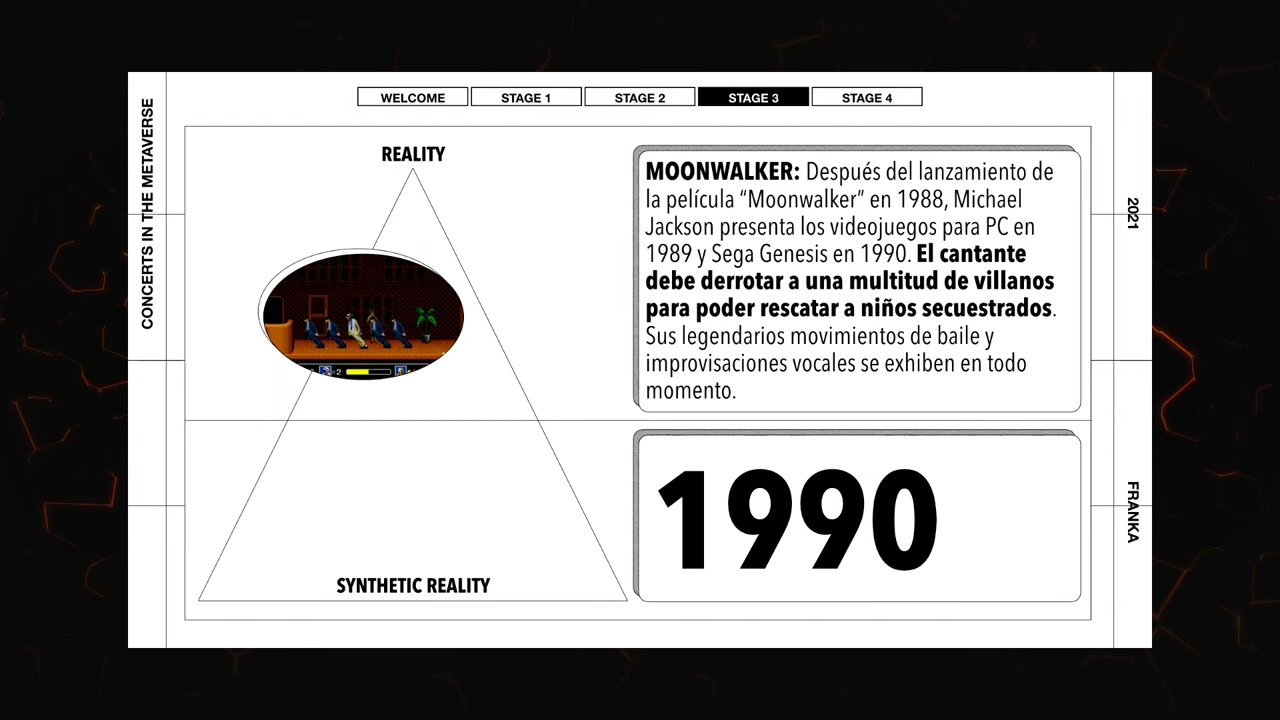 WELCOME
STAGE 1
STAGE 2
STAGE 3
STAGE 4
CONCERTS IN THE METAVERSE
REALITY
2
SYNTHETIC REALITY
MOONWALKER: Después del lanzamiento de
la película “Moonwalker“ en 1988, Michael
Jackson presenta los videojuegos para PC en
1989 y Sega Genesis en 1990. El cantante
debe derrotar a una multitud de villanos
para poder rescatar a niños secuestrados.
Sus legendarios movimientos de baile y
improvisaciones vocales se exhiben en todo
momento.
1990
2021
FRANKA